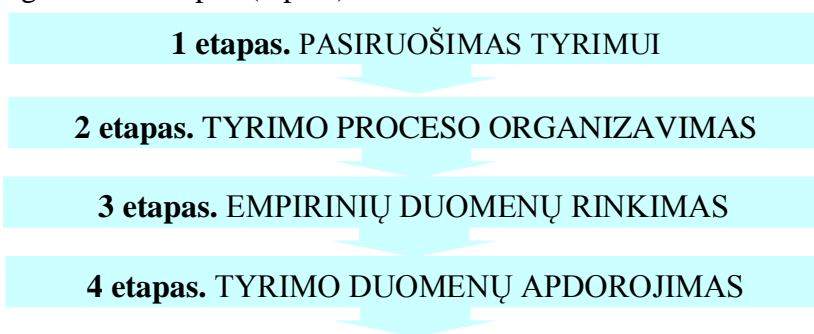 1 etapas. PASIRUOŠIMAS TYRIMUI
2 etapas. TYRIMO PROCESO ORGANIZAVIMAS
3 etapas. EMPIRINIŲ DUOMENŲ RINKIMAS
4 etapas. TYRIMO DUOMENŲ APDOROJIMAS